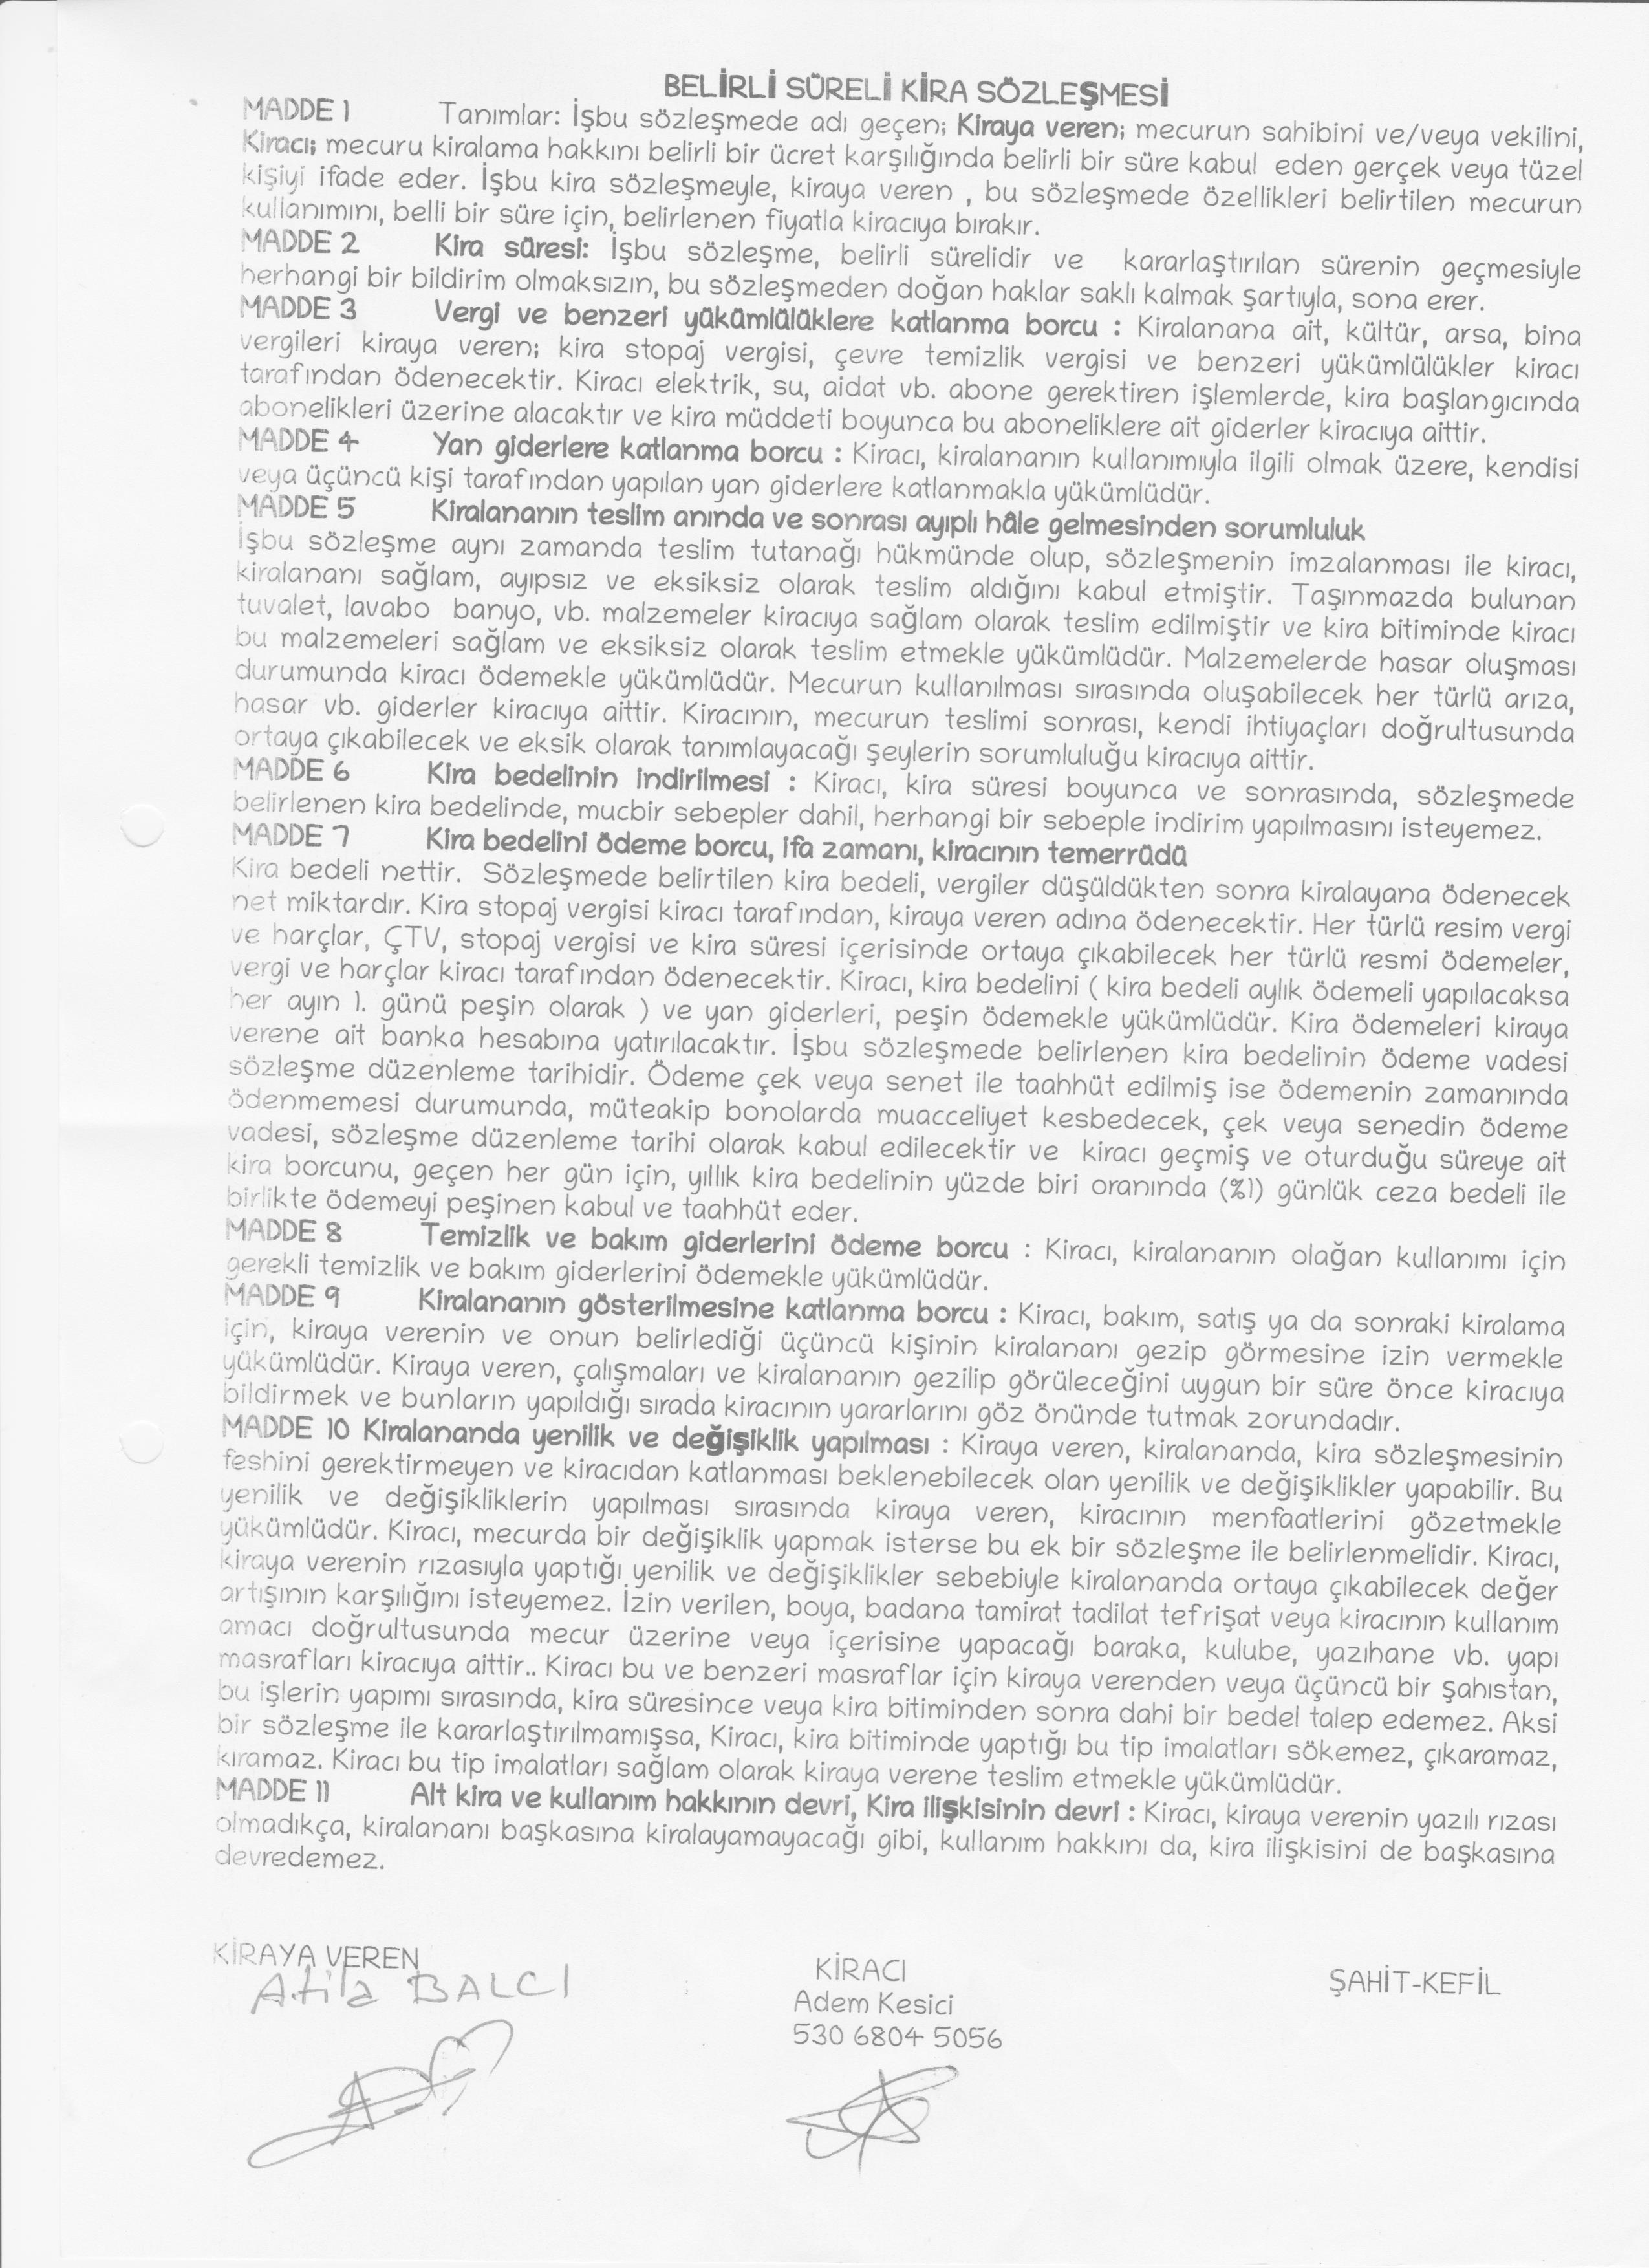 BELİRLİ SÜRELİ KİRA SÖZLEŞMESİ
MADDE 1 Tanımlar: İşbu sözleşmede adı geçen; Kiraya veren; mecurun sahibini ve/veya vekilini,
Kiracı; mecuru kiralama hakkını belirli bir ücret karşılığında belirli bir süre kabul eden gerçek veya tüzel
kişiyi ifade eder. İşbu kira sözleşmeyle, kiraya veren , bu sözleşmede özellikleri belirtilen mecurun
kullanımını, belli bir süre için, belirlenen fiyatla kiracıya bırakır.
MADDE 2 Kira süresi: İşbu sözleşme, belirli sürelidir ve kararlaştırılan sürenin geçmesiyle
herhangi bir bildirim olmaksızın, bu sözleşmeden doğan haklar saklı kalmak şartıyla, sona erer.
MADDE 3 Vergi ve benzeri yükümlülüklere katlanma borcu : Kiralanana ait, kültür, arsa, bina
vergileri kiraya veren; kira stopaj vergisi, çevre temizlik vergisi ve benzeri yükümlülükler kiracı
tarafından ödenecektir. Kiracı elektrik, su, aidat vb. abone gerektiren işlemlerde, kira başlangıcında
abonelikleri üzerine alacaktır ve kira müddeti boyunca bu aboneliklere ait giderler kiracıya aittir.
MADDE 4 Yan giderlere katlanma borcu : Kiracı, kiralananın kullanımıyla ilgili olmak üzere, kendisi
veya üçüncü kişi tarafından yapılan yan giderlere katlanmakla yükümlüdür.
MADDE 5 Kiralananın teslim anında ve sonrası ayıplı hâle gelmesinden sorumluluk
İşbu sözleşme aynı zamanda teslim tutanağı hükmünde olup, sözleşmenin imzalanması ile kiracı,
kiralananı sağlam, ayıpsız ve eksiksiz olarak teslim aldığını kabul etmiştir. Taşınmazda bulunan
tuvalet, lavabo banyo, vb. malzemeler kiracıya sağlam olarak teslim edilmiştir ve kira bitiminde kiracı
bu malzemeleri sağlam ve eksiksiz olarak teslim etmekle yükümlüdür. Malzemelerde hasar oluşması
durumunda kiracı ödemekle yükümlüdür. Mecurun kullanılması sırasında oluşabilecek her türlü arıza,
hasar vb. giderler kiracıya aittir. Kiracının, mecurun teslimi sonrası, kendi ihtiyaçları doğrultusunda
ortaya çıkabilecek ve eksik olarak tanımlayacağı şeylerin sorumluluğu kiracıya aittir.
MADDE 6 Kira bedelinin indirilmesi : Kiracı, kira süresi boyunca ve sonrasında, sözleşmede
belirlenen kira bedelinde, mucbir sebepler dahil, herhangi bir sebeple indirim yapılmasını isteyemez.
MADDE 7 Kira bedelini ödeme borcu, ifa zamanı, kiracının temerrüdü
Kira bedeli nettir. Sözleşmede belirtilen kira bedeli, vergiler düşüldükten sonra kiralayana ödenecek
net miktardır. Kira stopaj vergisi kiracı tarafından, kiraya veren adına ödenecektir. Her türlü resim vergi
ve harçlar, ÇTV, stopaj vergisi ve kira süresi içerisinde ortaya çıkabilecek her türlü resmi ödemeler,
vergi ve harçlar kiracı tarafından ödenecektir. Kiracı, kira bedelini ( kira bedeli aylık ödemeli yapılacaksa
her ayın 1. günü peşin olarak ) ve yan giderleri, peşin ödemekle yükümlüdür. Kira ödemeleri kiraya
verene ait banka hesabına yatırılacaktır. İşbu sözleşmede belirlenen kira bedelinin ödeme vadesi
sözleşme düzenleme tarihidir. Ödeme çek veya senet ile taahhüt edilmiş ise ödemenin zamanında
ödenmemesi durumunda, müteakip bonolarda muacceliyet kesbedecek, çek veya senedin ödeme
vadesi, sözleşme düzenleme tarihi olarak kabul edilecektir ve kiracı geçmiş ve oturduğu süreye ait
kira borcunu, geçen her gün için, yıllık kira bedelinin yüzde biri oranında (%1) günlük ceza bedeli ile
birlikte ödemeyi peşinen kabul ve taahhüt eder.
MADDE 8 Temizlik ve bakım giderlerini ödeme borcu : Kiracı, kiralananın olağan kullanımı için
gerekli temizlik ve bakım giderlerini ödemekle yükümlüdür.
MADDE 9 Kiralananın gösterilmesine katlanma borcu : Kiracı, bakım, satış ya da sonraki kiralama
için, kiraya verenin ve onun belirlediği üçüncü kişinin kiralananı gezip görmesine izin vermekle
yükümlüdür. Kiraya veren, çalışmaları ve kiralananın gezilip görüleceğini uygun bir süre önce kiracıya
bildirmek ve bunların yapıldığı sırada kiracının yararlarını göz önünde tutmak zorundadır.
MADDE 10 Kiralananda yenilik ve değişiklik yapılması : Kiraya veren, kiralananda, kira sözleşmesinin
feshini gerektirmeyen ve kiracıdan katlanması beklenebilecek olan yenilik ve değişiklikler yapabilir. Bu
yenilik ve değişikliklerin yapılması sırasında kiraya veren, kiracının menfaatlerini gözetmekle
yükümlüdür. Kiracı, mecurda bir değişiklik yapmak isterse bu ek bir sözleşme ile belirlenmelidir. Kiracı,
kiraya verenin rızasıyla yaptığı yenilik ve değişiklikler sebebiyle kiralananda ortaya çıkabilecek değer
artışının karşılığını isteyemez. İzin verilen, boya, badana tamirat tadilat tefrişat veya kiracının kullanım
amacı doğrultusunda mecur üzerine veya içerisine yapacağı baraka, kulube, yazıhane vb. yapı
masrafları kiracıya aittir.. Kiracı bu ve benzeri masraflar için kiraya verenden veya üçüncü bir şahıstan,
bu işlerin yapımı sırasında, kira süresince veya kira bitiminden sonra dahi bir bedel talep edemez. Aksi
bir sözleşme ile kararlaştırılmamışsa, Kiracı, kira bitiminde yaptığı bu tip imalatları sökemez, çıkaramaz,
kıramaz. Kiracı bu tip imalatları sağlam olarak kiraya verene teslim etmekle yükümlüdür.
MADDE 11 Alt kira ve kullanım hakkının devri, Kira ilişkisinin devri : Kiracı, kiraya verenin yazılı rızası
olmadıkça, kiralananı başkasına kiralayamayacağı gibi, kullanım hakkını da, kira ilişkisini de başkasına
devredemez.
KİRAYA VEREN KİRACI ŞAHİT-KEFİL
Atila BALCI Adem Kesici
530 6804 5056